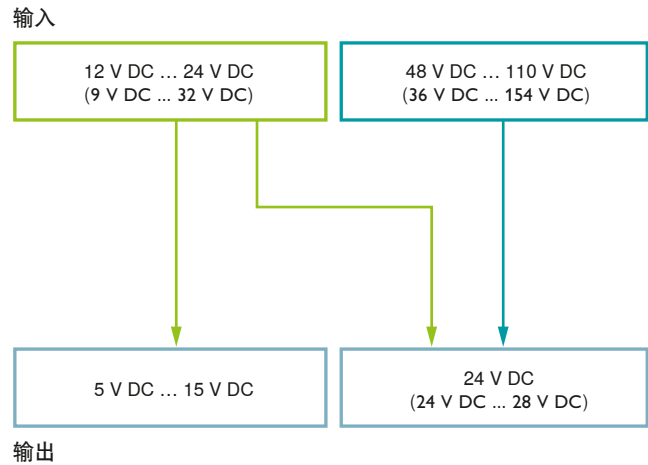 输入
12 V DC … 24 V DC
(9 V DC ... 32 V DC)
48 V DC … 110 V DC
(36 V DC ... 154 V DC)
5 V DC … 15 V DC
24 V DC
(24 V DC ... 28 V DC)
输出